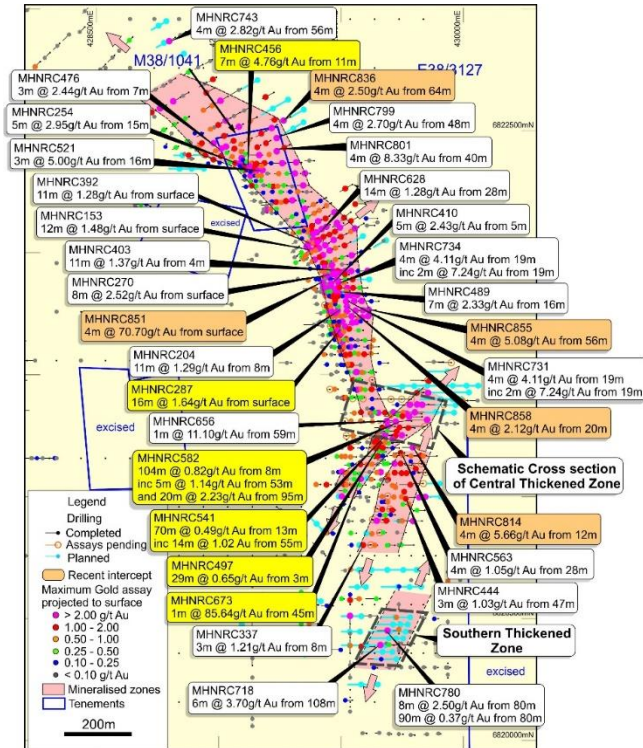 428500mE
430000mE
MHNRC743
4m @ 2.82g/t Au from 56m
M38/1041
MHNRC456
7m @ 4.76g/t Au from 11m
E38/3127
MHNRC476
3m @ 2.44g/t Au from 7m
MHNRC836
4m @ 2.50g/t Au from 64m
MHNRC254
5m @ 2.95g/t Au from 15m
MHNRC799
4m @ 2.70g/t Au from 48m
6822500mN
MHNRC521
3m @ 5.00g/t Au from 16m
MHNRC801
4m @ 8.33g/t Au from 40m
MHNRC392
11m @ 1.28g/t Au from surface
MHNRC628
14m @ 1.28g/t Au from 28m
MHNRC153
12m @ 1.48g/t Au from surface
excised
MHNRC410
5m @ 2.43g/t Au from 5m
MHNRC403
11m @ 1.37g/t Au from 4m
MHNRC734
4m @ 4.11g/t Au from 19m
inc 2m @ 7.24g/t Au from 19m
MHNRC270
8m @ 2.52g/t Au from surface
MHNRC489
7m @ 2.33g/t Au from 16m
MHNRC851
4m @ 70.70g/t Au from surface
MHNRC855
4m @ 5.08g/t Au from 56m
MHNRC204
11m @ 1.29g/t Au from 8m
MHNRC731
4m @ 4.11g/t Au from 19m
inc 2m @ 7.24g/t Au from 19m
MHNRC287
16m @ 1.64g/t Au from surface
excised
MHNRC656
1m @ 11.10g/t Au from 59m
MHNRC858
4m @ 2.12g/t Au from 20m
MHNRC582
104m @ 0.82g/t Au from 8m
inc 5m @ 1.14g/t Au from 53m
and 20m @ 2.23g/t Au from 95m
Schematic Cross section
of Central Thickened Zone
MHNRC541
70m @ 0.49g/t Au from 13m
inc 14m @ 1.02 Au from 55m
MHNRC814
4m @ 5.66g/t Au from 12m
MHNRC497
29m @ 0.65g/t Au from 3m
MHNRC563
4m @ 1.05g/t Au from 28m
MHNRC673
1m @ 85.64g/t Au from 45m
MHNRC444
3m @ 1.03g/t Au from 47m
MHNRC337
3m @ 1.21g/t Au from 8m
Southern Thickened
Zone
excised
MHNRC718
6m @ 3.70g/t Au from 108m
MHNRC780
8m @ 2.50g/t Au from 80m
90m @ 0.37g/t Au from 80m
6820000mN
Legend
Drilling
Completed
Assays pending
Planned
Recent intercept
Maximum Gold assay
projected to surface
> 2.00 g/t Au
1.00 - 2.00
0.50 - 1.00
0.25 - 0.50
0.10 - 0.25
< 0.10 g/t Au
Mineralised zones
Tenements
200m